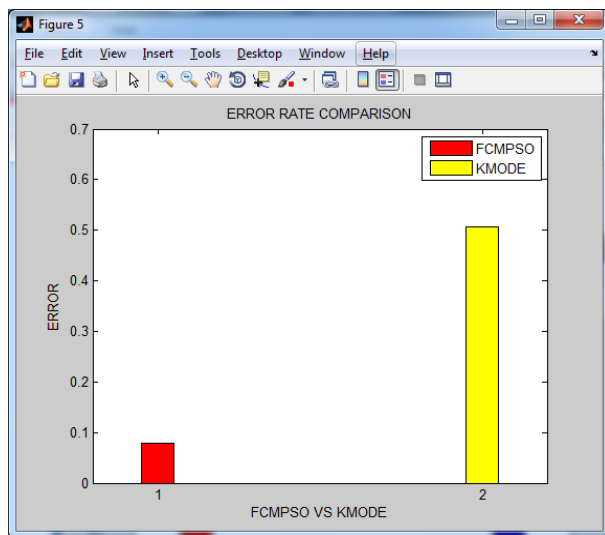 Figure 5
File Edit View Insert Tools Desktop Window Help
ERROR RATE COMPARISON
FCMPSO
KMODE
0.7
0.6
0.5
0.4
0.3
0.2
0.1
0
ERROR
1 2
FCMPSO VS KMODE